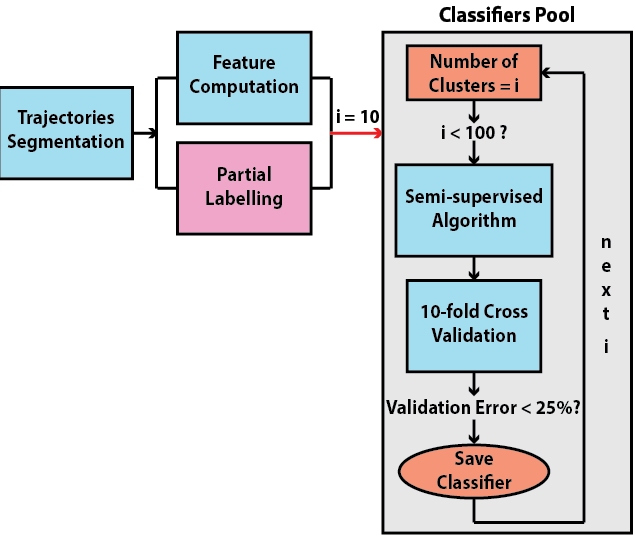 Classifiers Pool
Trajectories
Segmentation
Feature
Computation
Partial
Labelling
i = 10
Number of
Clusters = i
i < 100 ?
Semi-supervised
Algorithm
10-fold Cross
Validation
Validation Error < 25%?
Save
Classifier
n
e
x
t
i